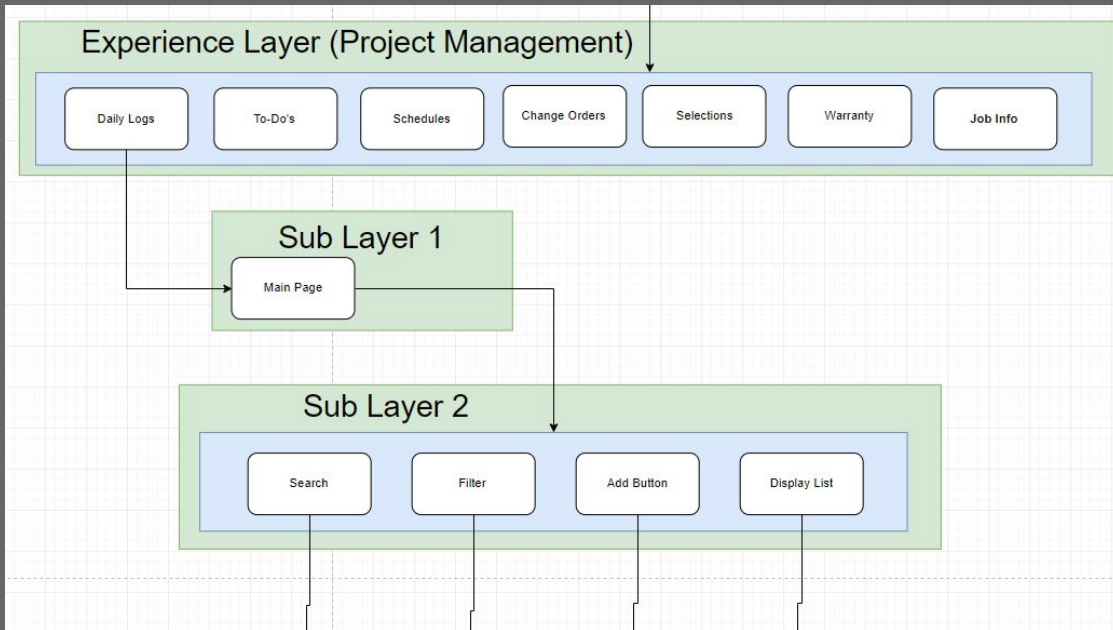 Experience Layer (Project Management)
Daily Logs
To-Do's
Schedules
Change Orders
Selections
Warranty
Job Info
Sub Layer 1
Main Page
Sub Layer 2
Search
Filter
Add Button
Display List